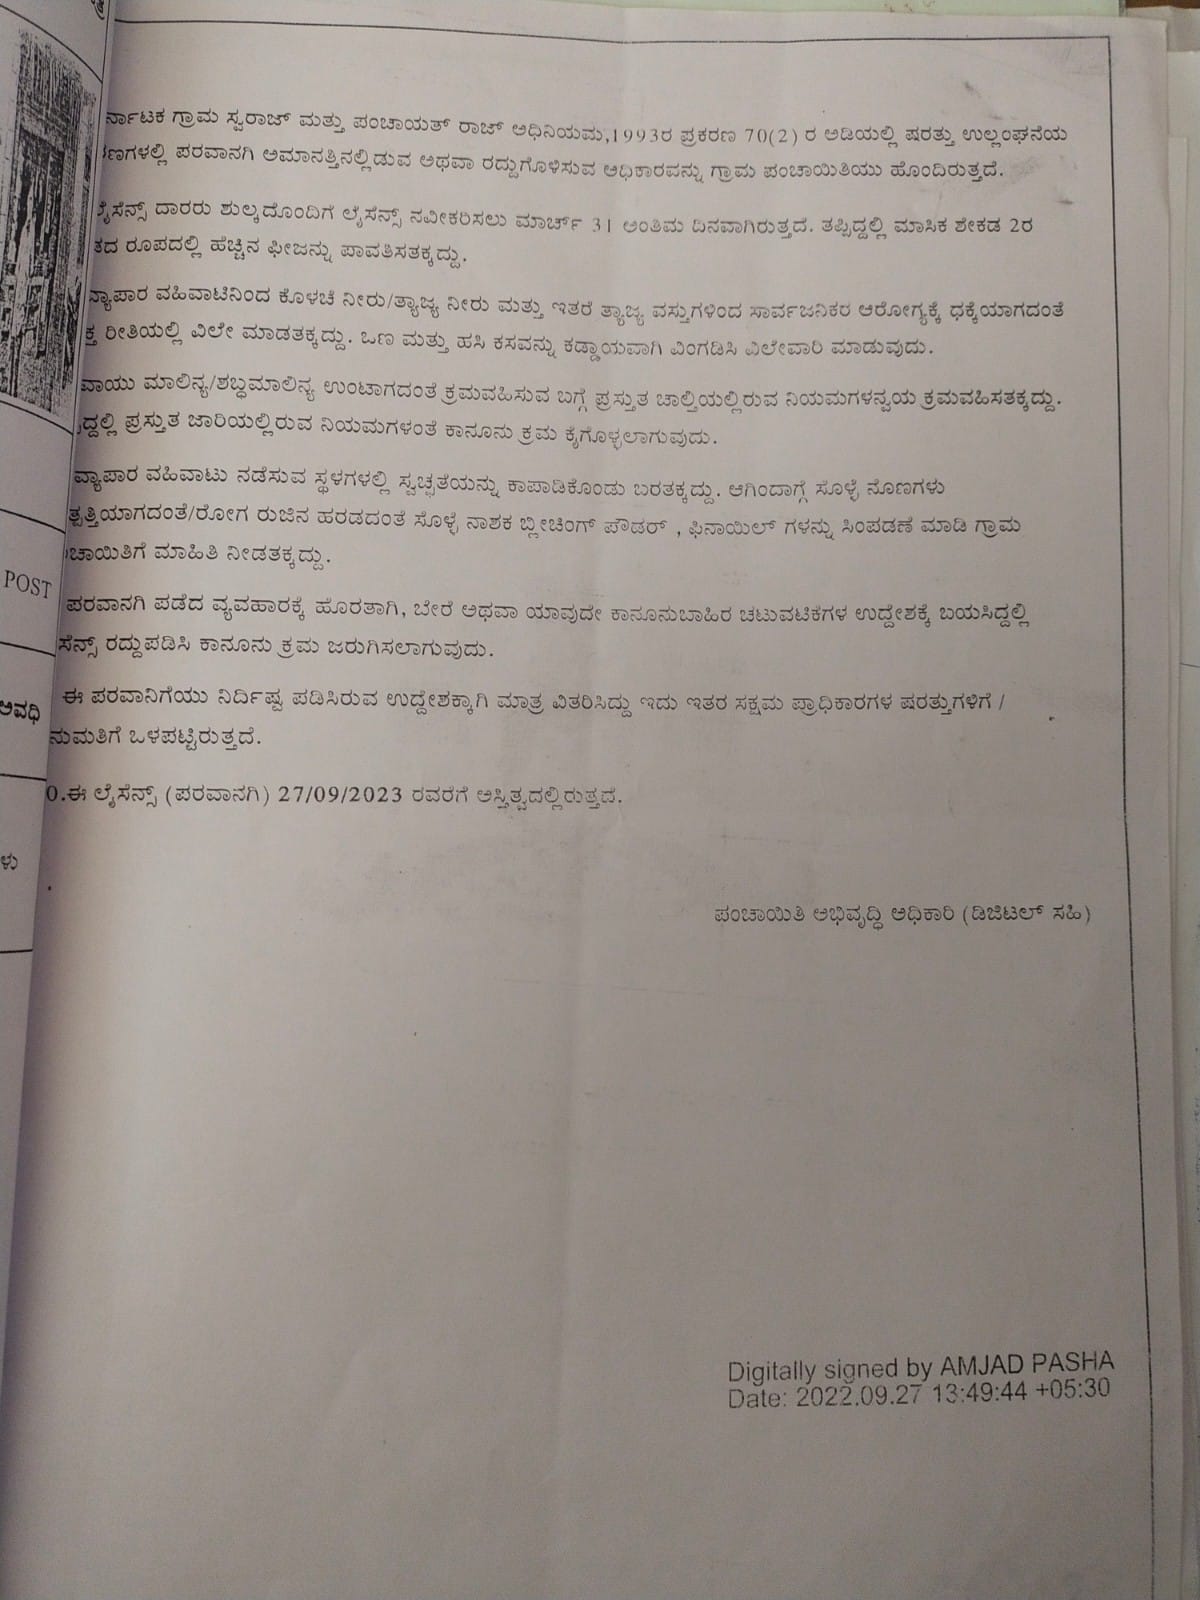 ರ್ನಾಟಕ ಗ್ರಾಮ ಸ್ವರಾಜ್ ಮತ್ತು ಪಂಚಾಯತ್ ರಾಜ್ ಅಧಿನಿಯಮ,1993ರ ಪ್ರಕರಣ 70(2) ರ ಅಡಿಯಲ್ಲಿ ಷರತ್ತು ಉಲ್ಲಂಘನೆಯ
ಣಗಳಲ್ಲಿ ಪರವಾನಗಿ ಅಮಾನತ್ತಿನಲ್ಲಿಡುವ ಅಥವಾ ರದ್ದುಗೊಳಿಸುವ ಅಧಿಕಾರವನ್ನು ಗ್ರಾಮ ಪಂಚಾಯಿತಿಯು ಹೊಂದಿರುತ್ತದೆ.
ಲೈಸೆನ್ಸ್ ದಾರರು ಶುಲ್ಕದೊಂದಿಗೆ ಲೈಸೆನ್ಸ್ ನವೀಕರಿಸಲು ಮಾರ್ಚ್ 31 ಅಂತಿಮ ದಿನವಾಗಿರುತ್ತದೆ. ತಪ್ಪಿದ್ದಲ್ಲಿ ಮಾಸಿಕ ಶೇಕಡ 2ರ
ತದ ರೂಪದಲ್ಲಿ ಹೆಚ್ಚಿನ ಫೀಜನ್ನು ಪಾವತಿಸತಕ್ಕದ್ದು.
ವ್ಯಾಪಾರ ವಹಿವಾಟಿನಿಂದ ಕೊಳಚೆ ನೀರು/ತ್ಯಾಜ್ಯ ನೀರು ಮತ್ತು ಇತರೆ ತ್ಯಾಜ್ಯ ವಸ್ತುಗಳಿಂದ ಸಾರ್ವಜನಿಕರ ಆರೋಗ್ಯಕ್ಕೆ ಧಕ್ಕೆಯಾಗದಂತೆ
ಕ್ತ ರೀತಿಯಲ್ಲಿ ವಿಲೇ ಮಾಡತಕ್ಕದ್ದು. ಒಣ ಮತ್ತು ಹಸಿ ಕಸವನ್ನು ಕಡ್ಡಾಯವಾಗಿ ವಿಂಗಡಿಸಿ ವಿಲೇವಾರಿ ಮಾಡುವುದು.
ವಾಯು ಮಾಲಿನ್ಯ/ಶಬ್ಧಮಾಲಿನ್ಯ ಉಂಟಾಗದಂತೆ ಕ್ರಮವಹಿಸುವ ಬಗ್ಗೆ ಪ್ರಸ್ತುತ ಚಾಲ್ತಿಯಲ್ಲಿರುವ ನಿಯಮಗಳನ್ವಯ ಕ್ರಮವಹಿಸತಕ್ಕದ್ದು.
ದ್ದಲ್ಲಿ ಪ್ರಸ್ತುತ ಜಾರಿಯಲ್ಲಿರುವ ನಿಯಮಗಳಂತೆ ಕಾನೂನು ಕ್ರಮ ಕೈಗೊಳ್ಳಲಾಗುವುದು.
ವ್ಯಾಪಾರ ವಹಿವಾಟು ನಡೆಸುವ ಸ್ಥಳಗಳಲ್ಲಿ ಸ್ವಚ್ಛತೆಯನ್ನು ಕಾಪಾಡಿಕೊಂಡು ಬರತಕ್ಕದ್ದು. ಆಗಿಂದಾಗ್ಗೆ ಸೊಳ್ಳೆ ನೊಣಗಳು
ತ್ಪತ್ತಿಯಾಗದಂತೆ/ರೋಗ ರುಜಿನ ಹರಡದಂತೆ ಸೊಳ್ಳೆ ನಾಶಕ ಬ್ಲೀಚಿಂಗ್ ಪೌಡರ್ , ಫಿನಾಯಿಲ್ ಗಳನ್ನು ಸಿಂಪಡಣೆ ಮಾಡಿ ಗ್ರಾಮ
ಚಾಯಿತಿಗೆ ಮಾಹಿತಿ ನೀಡತಕ್ಕದ್ದು.
ಪರವಾನಗಿ ಪಡೆದ ವ್ಯವಹಾರಕ್ಕೆ ಹೊರತಾಗಿ, ಬೇರೆ ಅಥವಾ ಯಾವುದೇ ಕಾನೂನುಬಾಹಿರ ಚಟುವಟಿಕೆಗಳ ಉದ್ದೇಶಕ್ಕೆ ಬಯಸಿದ್ದಲ್ಲಿ
ಸೆನ್ಸ್ ರದ್ದುಪಡಿಸಿ ಕಾನೂನು ಕ್ರಮ ಜರುಗಿಸಲಾಗುವುದು.
ಈ ಪರವಾನಿಗೆಯು ನಿರ್ದಿಷ್ಟ ಪಡಿಸಿರುವ ಉದ್ದೇಶಕ್ಕಾಗಿ ಮಾತ್ರ ವಿತರಿಸಿದ್ದು ಇದು ಇತರ ಸಕ್ಷಮ ಪ್ರಾಧಿಕಾರಗಳ ಷರತ್ತುಗಳಿಗೆ /
ನುಮತಿಗೆ ಒಳಪಟ್ಟಿರುತ್ತದೆ.
0.ಈ ಲೈಸೆನ್ಸ್ (ಪರವಾನಗಿ) 27/09/2023 ರವರೆಗೆ ಅಸ್ತಿತ್ವದಲ್ಲಿರುತ್ತದೆ.
ಪಂಚಾಯಿತಿ ಅಭಿವೃದ್ಧಿ ಅಧಿಕಾರಿ (ಡಿಜಿಟಲ್ ಸಹಿ)
Digitally signed by AMJAD PASHA
Date: 2022.09.27 13:49:44 +05:30
POST
ಅವಧಿ
ಳು